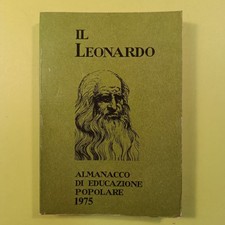 IL
LEONARDO
ALMANACCO
DI EDUCAZIONE
POPOLARE
1975